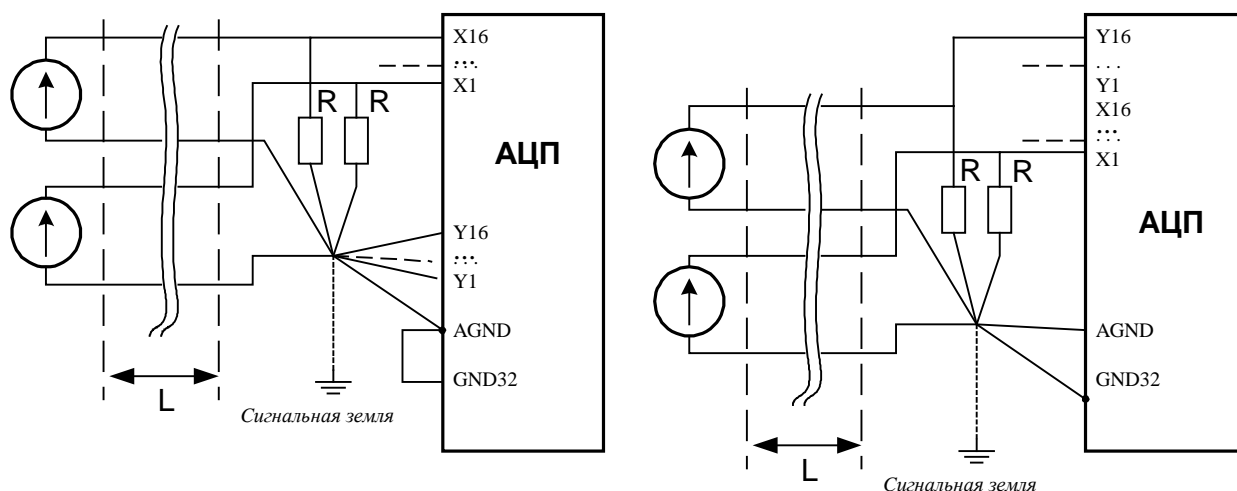 X16
...
X1
R R
АЦП
Y16
...
Y1
AGND
GND32
L
Сигнальная земля
Y16
...
Y1
X16
...
X1
R R
АЦП
AGND
GND32
L
Сигнальная земля